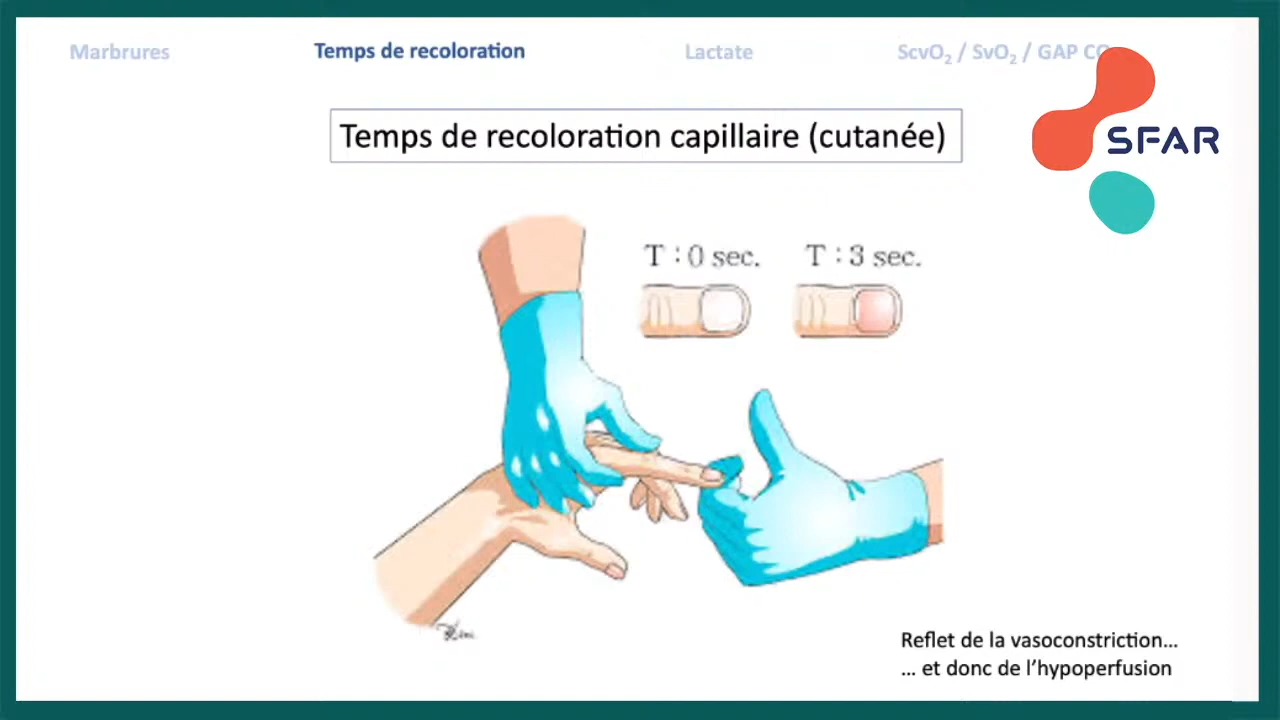 Marbrures
Temps de recoloration
Lactate
ScvO₂ / SvO₂ / GAP
Temps de recoloration capillaire (cutanée)
SFAR
T : 0 sec.
T : 3 sec.
Reflet de la vasoconstriction...
... et donc de l'hypoperfusion